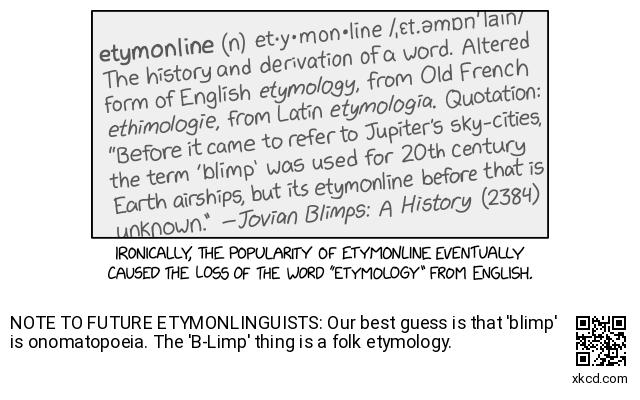 etymonline (n) et•y•mon•line /ˌɛt.əmɒnˈlaɪn/
The history and derivation of a word. Altered
form of English etymology, from Old French
ethimologie, from Latin etymologia. Quotation:
"Before it came to refer to Jupiter's sky-cities,
the term 'blimp' was used for 20th century
Earth airships, but its etymonline before that is
unknown." —Jovian Blimps: A History (2384)
IRONICALLY, THE POPULARITY OF ETYMONLINE EVENTUALLY
CAUSED THE LOSS OF THE WORD "ETYMOLOGY" FROM ENGLISH.
NOTE TO FUTURE ETYMONLINGUISTS: Our best guess is that 'blimp'
is onomatopoeia. The 'B-Limp' thing is a folk etymology.
xkcd.com